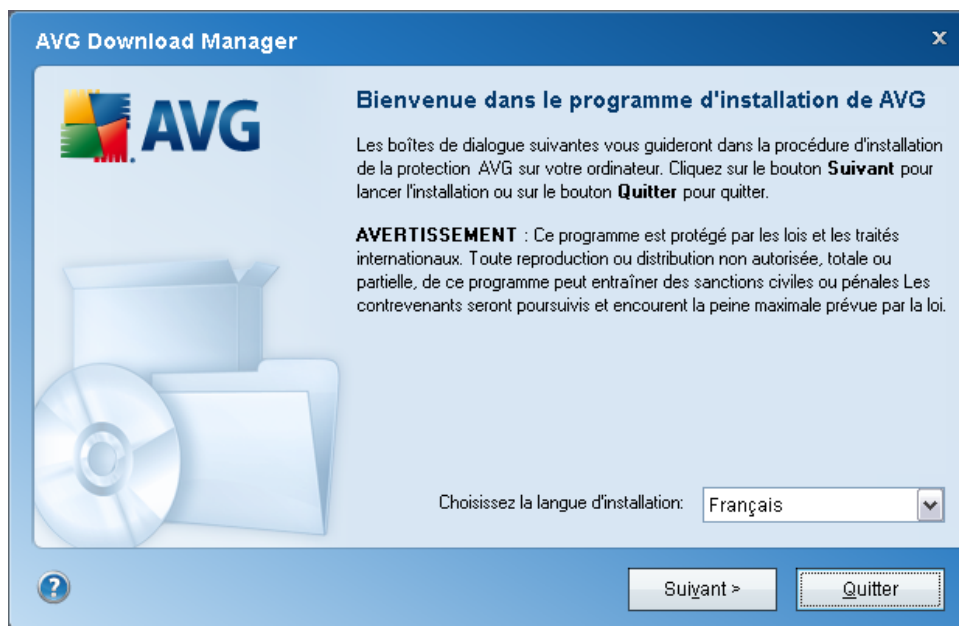 AVG Download Manager
x
AVG
Bienvenue dans le programme d'installation de AVG
Les boîtes de dialogue suivantes vous guideront dans la procédure d'installation
de la protection AVG sur votre ordinateur. Cliquez sur le bouton Suivant pour
lancer l'installation ou sur le bouton Quitter pour quitter.
AVERTISSEMENT : Ce programme est protégé par les lois et les traités
internationaux. Toute reproduction ou distribution non autorisée, totale ou
partielle, de ce programme peut entraîner des sanctions civiles ou pénales Les
contrevenants seront poursuivis et encourent la peine maximale prévue par la loi.
Choisissez la langue d'installation: Français
? Suivant > Quitter